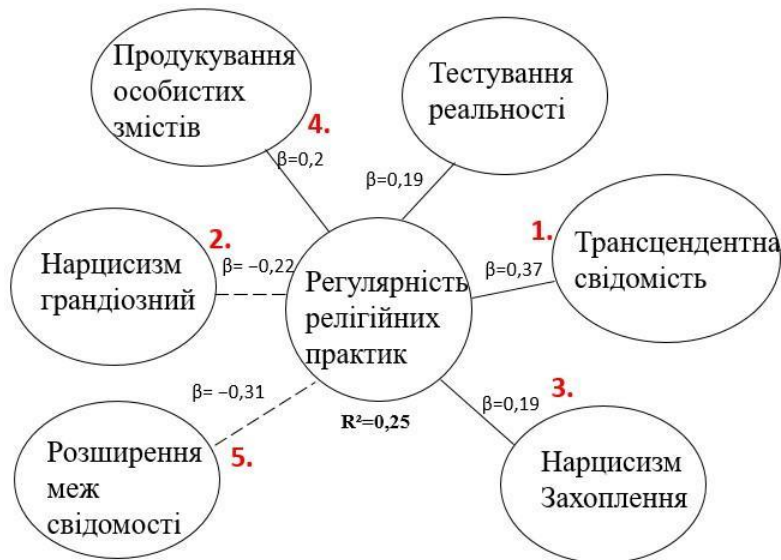 Продукування
особистих
змістів
4.
β=0,2
Тестування
реальності
β=0,19
2.
Нарцисизм
грандіозний
β= −0,22
Регулярність
релігійних
практик
R²=0,25
1.
Трансцендентна
свідомість
β=0,37
β= −0,31
Розширення
меж
свідомості
5.
3.
β=0,19
Нарцисизм
Захоплення